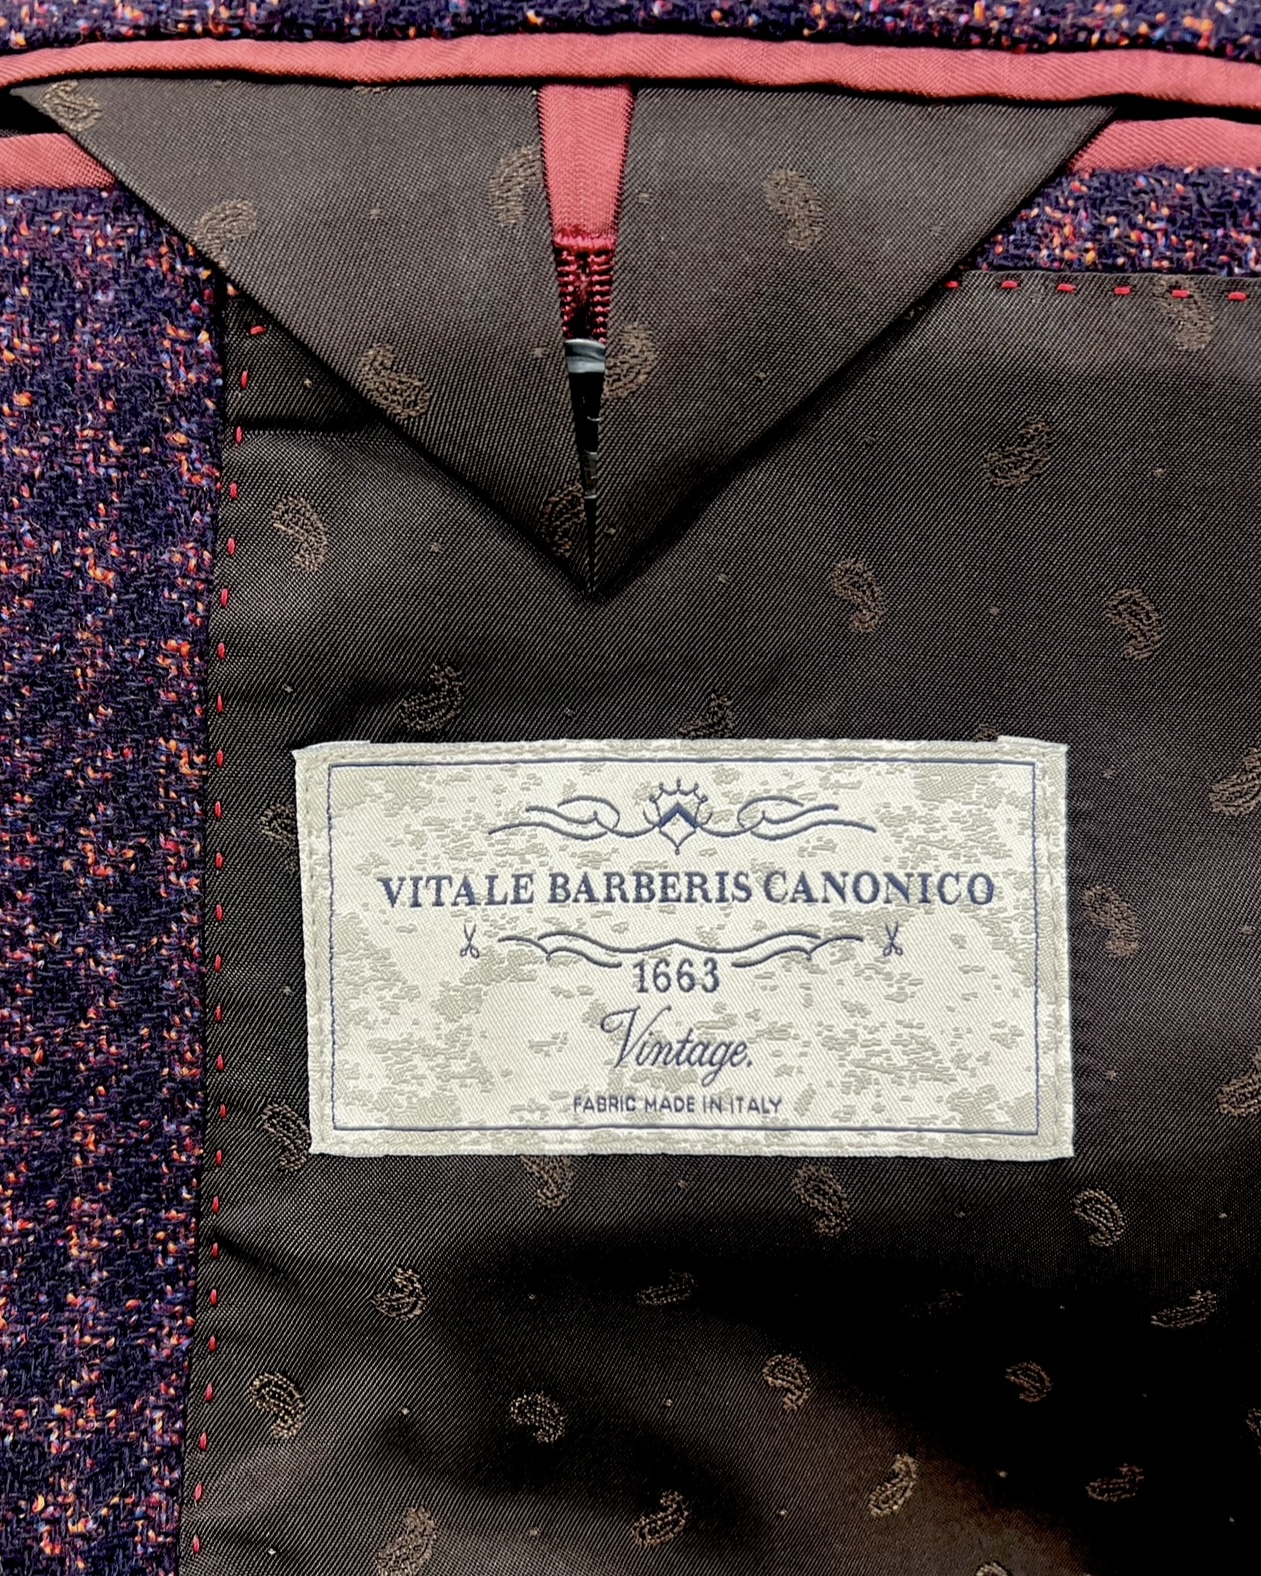 VITALE BARBERIS CANONICO
1663
Vintage.
FABRIC MADE IN ITALY